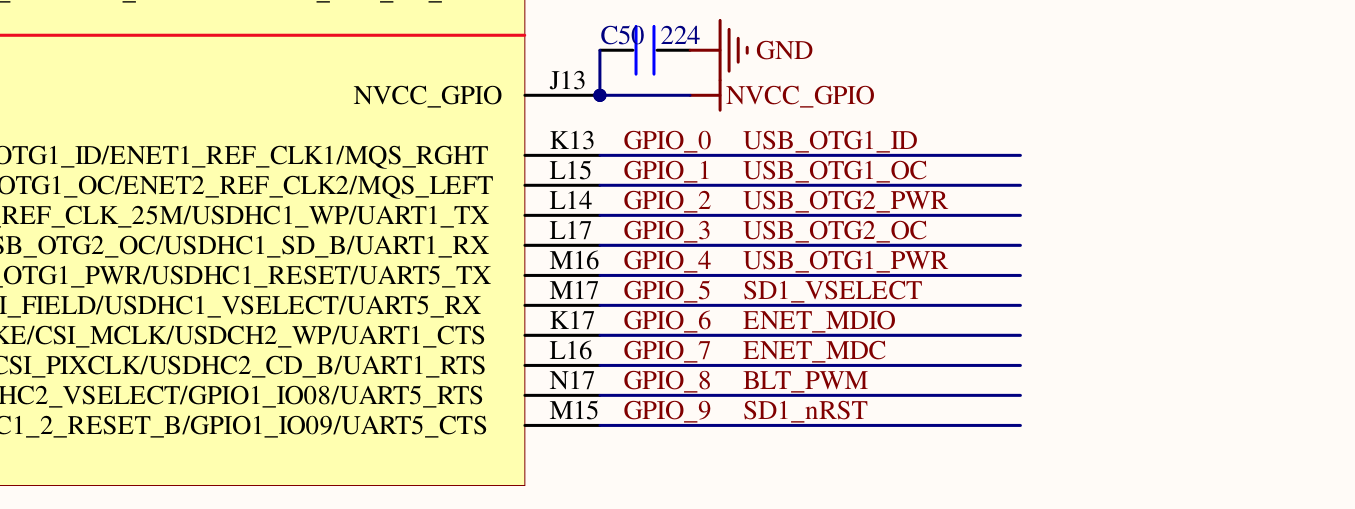 C50 224
GND
J13
NVCC_GPIO NVCC_GPIO
K13 GPIO_0 USB_OTG1_ID
OTG1_ID/ENET1_REF_CLK1/MQS_RGHT
L15 GPIO_1 USB_OTG1_OC
OTG1_OC/ENET2_REF_CLK2/MQS_LEFT
L14 GPIO_2 USB_OTG2_PWR
_REF_CLK_25M/USDHC1_WP/UART1_TX
L17 GPIO_3 USB_OTG2_OC
SB_OTG2_OC/USDHC1_SD_B/UART1_RX
M16 GPIO_4 USB_OTG1_PWR
_OTG1_PWR/USDHC1_RESET/UART5_TX
M17 GPIO_5 SD1_VSELECT
I_FIELD/USDHC1_VSELECT/UART5_RX
K17 GPIO_6 ENET_MDIO
KE/CSI_MCLK/USDCH2_WP/UART1_CTS
L16 GPIO_7 ENET_MDC
CSI_PIXCLK/USDHC2_CD_B/UART1_RTS
N17 GPIO_8 BLT_PWM
HC2_VSELECT/GPIO1_IO08/UART5_RTS
M15 GPIO_9 SD1_nRST
C1_2_RESET_B/GPIO1_IO09/UART5_CTS